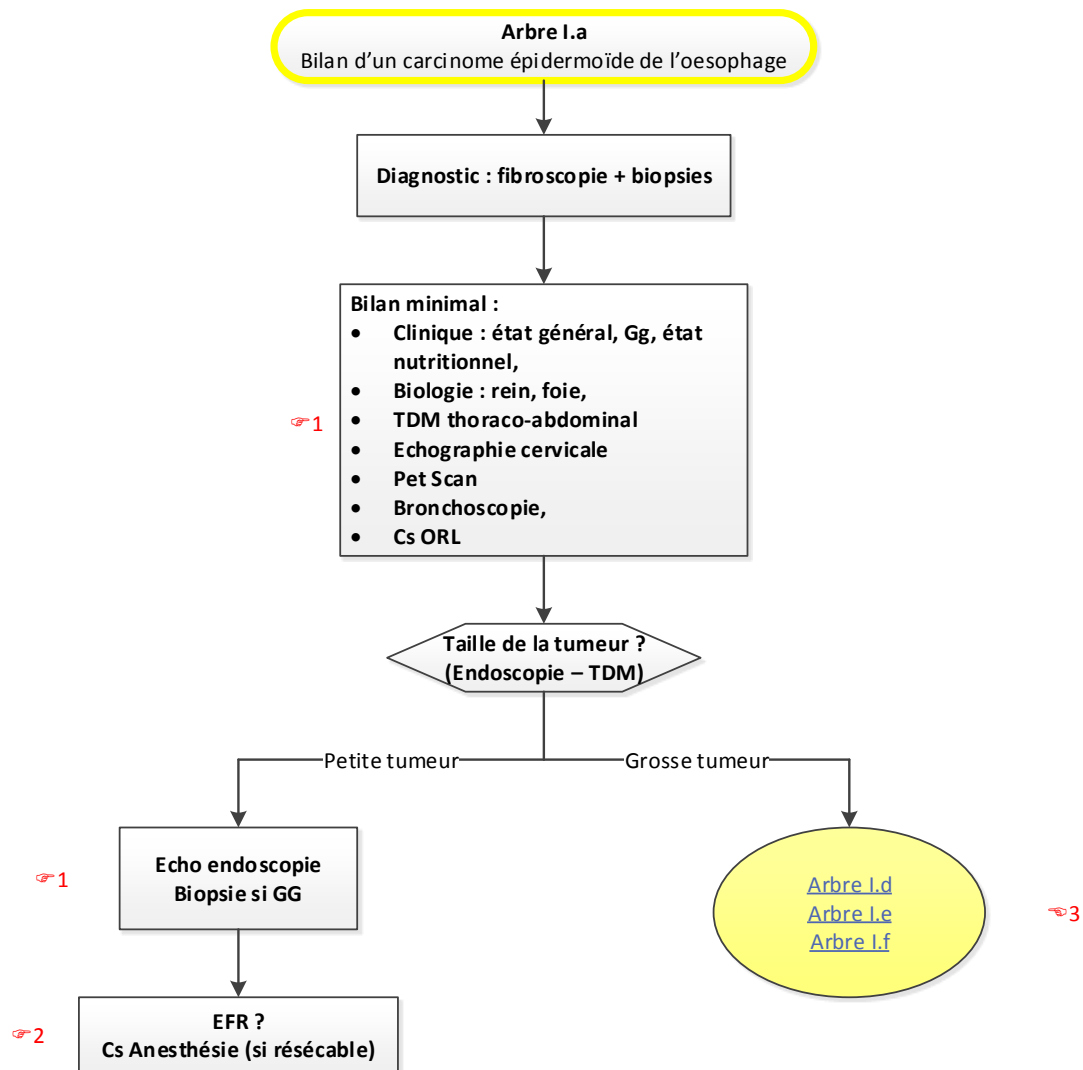 Arbre I.a
Bilan d'un carcinome épidermoïde de l'oesophage
Diagnostic : fibroscopie + biopsies
Bilan minimal :
• Clinique : état général, Gg, état
nutritionnel,
• Biologie : rein, foie,
☞1
• TDM thoraco-abdominal
• Echographie cervicale
• Pet Scan
• Bronchoscopie,
• Cs ORL
Taille de la tumeur ?
(Endoscopie – TDM)
Petite tumeur
Grosse tumeur
☞1
Echo endoscopie
Biopsie si GG
Arbre I.d
Arbre I.e
Arbre I.f
☜3
☞2
EFR ?
Cs Anesthésie (si résécable)